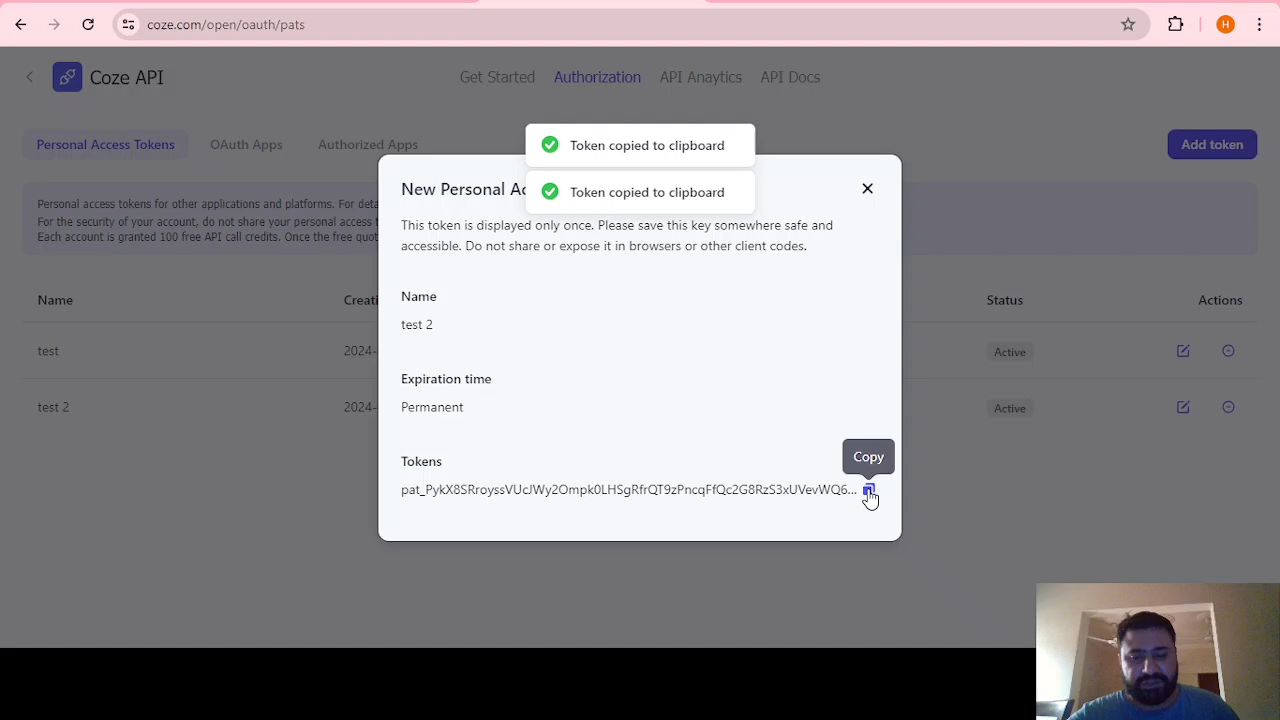 coze.com/open/oauth/pats
H
Coze API
Get Started Authorization API Anaytics API Docs
Personal Access Tokens OAuth Apps Authorized Apps
Add token
Token copied to clipboard
Token copied to clipboard
Personal access tokens for other applications and platforms. For
For the security of your account, do not share your personal access
Each account is granted 100 free API call credits. Once the free
New Personal
This token is displayed only once. Please save this key somewhere safe and
accessible. Do not share or expose it in browsers or other client codes.
Name Status Actions
test 2024- Active
test 2 2024- Active
Name
test 2
Expiration time
Permanent
Copy
Tokens
pat_PykX8SRroyssVUcJWy2Ompk0LHSgRfrQT9zPncqFfQc2G8RzS3xUVevWQ6...